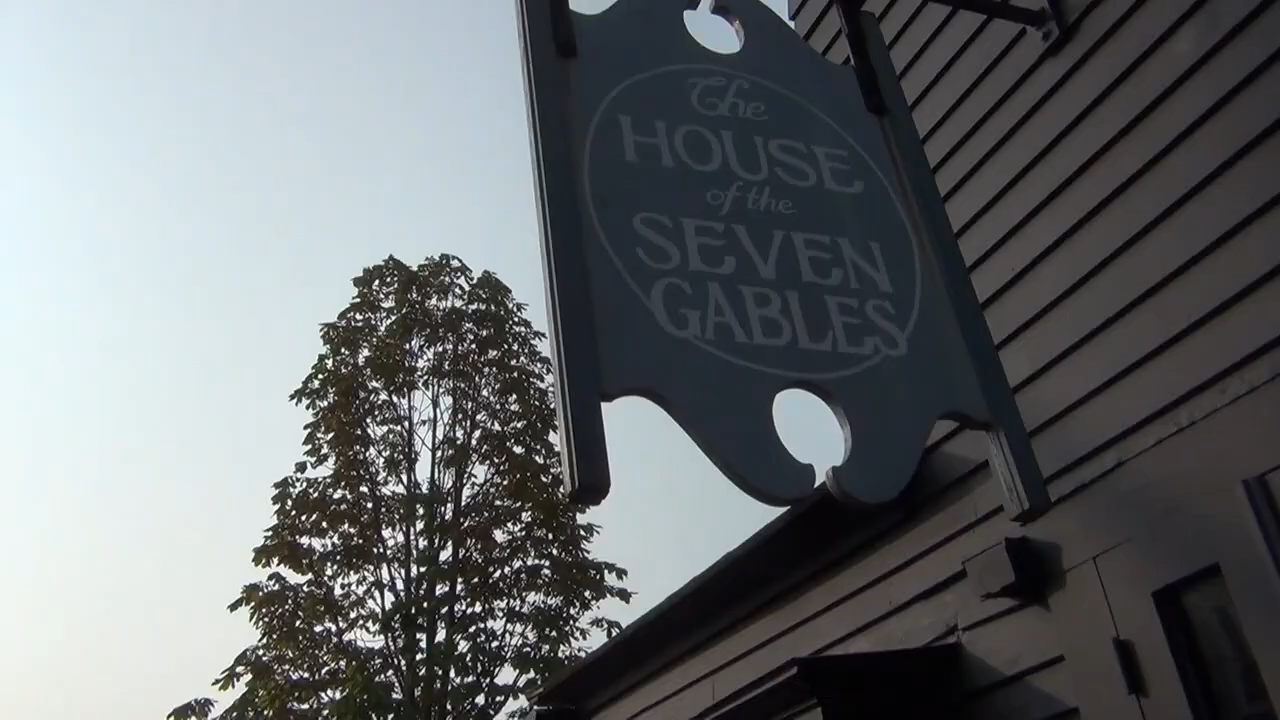 The
HOUSE
of the
SEVEN
GABLES